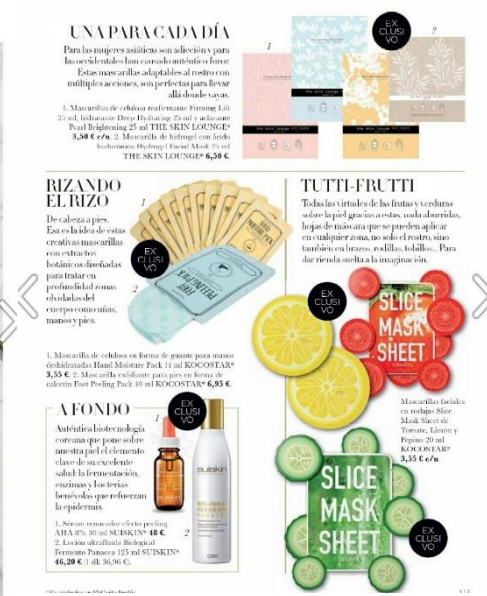 UNA PARA CADA DÍA
Para las mujeres asiáticas son adicción y para
las occidentales han causado auténtico furor.
Estas mascarillas adaptables al rostro con
múltiples acciones, son perfectas para llevar
allá donde vayas.
1. Mascarillas de celulosa reafirmante Firming Lift
25 ml, hidratante Deep Hydrating 25 ml y aclarante
Pearl Brightening 25 ml THE SKIN LOUNGE*
3,50 € c/u. 2. Mascarilla de hidrogel con ácido
hialurónico Hydrogel Facial Mask 25 ml
THE SKIN LOUNGE* 6,50 €.
1
EX
CLUSI
VO
2
RIZANDO
EL RIZO
De cabeza a pies.
Esa es la idea de estas
creativas mascarillas
con extractos
botánicos diseñadas
para tratar en
profundidad zonas
olvidadas del
cuerpo como uñas,
manos y pies.
1
EX
CLUSI
VO
2
FOOT
PEELING PACK
1. Mascarilla de celulosa en forma de guante para manos
deshidratadas Hand Moisture Pack 14 ml KOCOSTAR*
3,55 €. 2. Mascarilla exfoliante para pies en forma de
calcetín Foot Peeling Pack 40 ml KOCOSTAR* 6,95 €.
TUTTI-FRUTTI
Todas las virtudes de las frutas y verduras
sobre la piel gracias a estas, nada aburridas,
hojas de máscara que se pueden aplicar
en cualquier zona, no solo el rostro, sino
también en brazos, rodillas, tobillos... Para
dar rienda suelta a la imaginación.
EX
CLUSI
VO
SLICE
MASK
SHEET
Mascarillas faciales
en rodajas Slice
Mask Sheet de
Tomate, Limón y
Pepino 20 ml
KOCOSTAR*
3,55 € c/u.
SLICE
MASK
SHEET
EX
CLUSI
VO
A FONDO
Auténtica biotecnología
coreana que pone sobre
nuestra piel el elemento
clave de su excelente
salud: la fermentación,
enzimas y bacterias
benévolas que refuerzan
la epidermis.
1. Sérum renovador efecto peeling
AHA 8% 30 ml SUISKIN* 48 €.
2. Loción ultrafluida Biological
Fermento Panacea 125 ml SUISKIN*
46,20 € (1 dl: 36,96 €).
1
EX
CLUSI
VO
suiskin
2